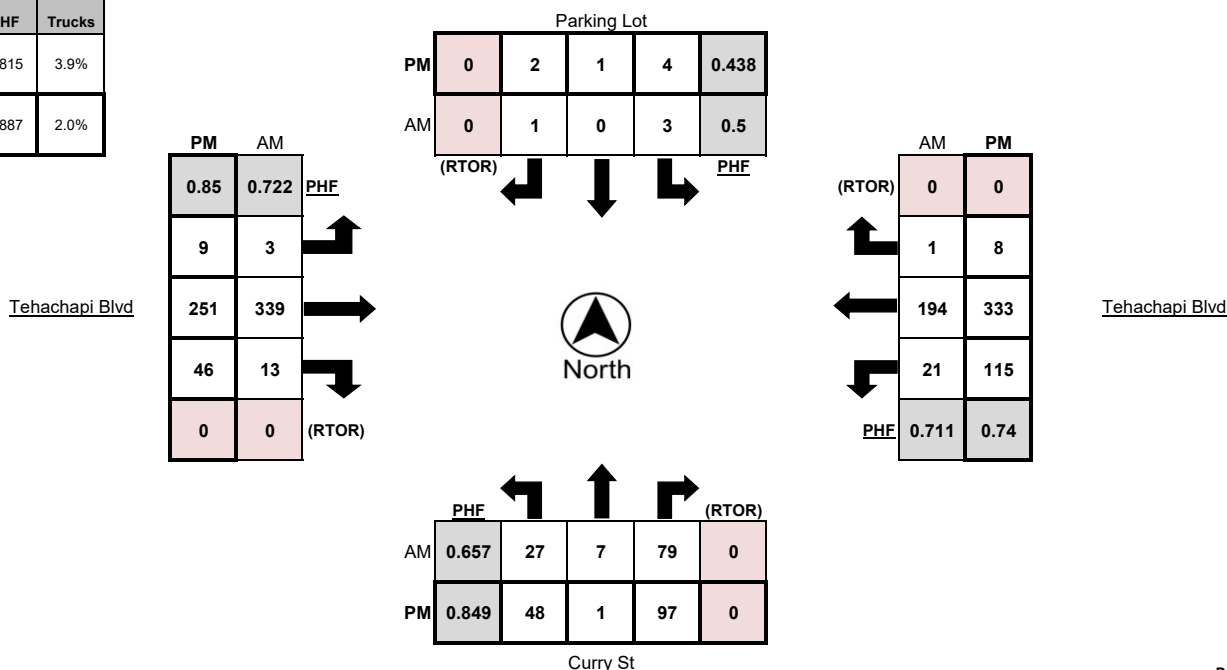 HF Trucks
815 3.9%
887 2.0%
Parking Lot
PM 0 2 1 4 0.438
AM 0 1 0 3 0.5
(RTOR) PHF
PM AM
0.85 0.722 PHF
9 3
251 339
46 13
0 0 (RTOR)
Tehachapi Blvd
North
AM PM
(RTOR) 0 0
1 8
194 333
21 115
PHF 0.711 0.74
Tehachapi Blvd
PHF (RTOR)
AM 0.657 27 7 79 0
PM 0.849 48 1 97 0
Curry St